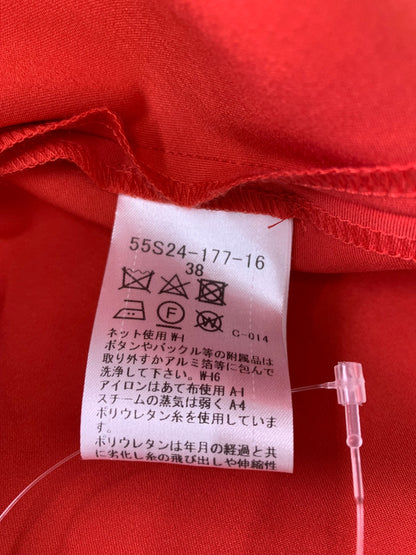 55S24-177-16
38
C-014
ネット使用 W-1
ボタンやバックル等の附属品は
取り外すかアルミ箔等に包んで
洗浄して下さい。W-16
アイロンはあて布使用 A-1
スチームの蒸気は弱く A-4
ポリウレタン糸を使用しています。
ポリウレタンは年月の経過と共
に劣化し糸の飛び出しや伸縮性